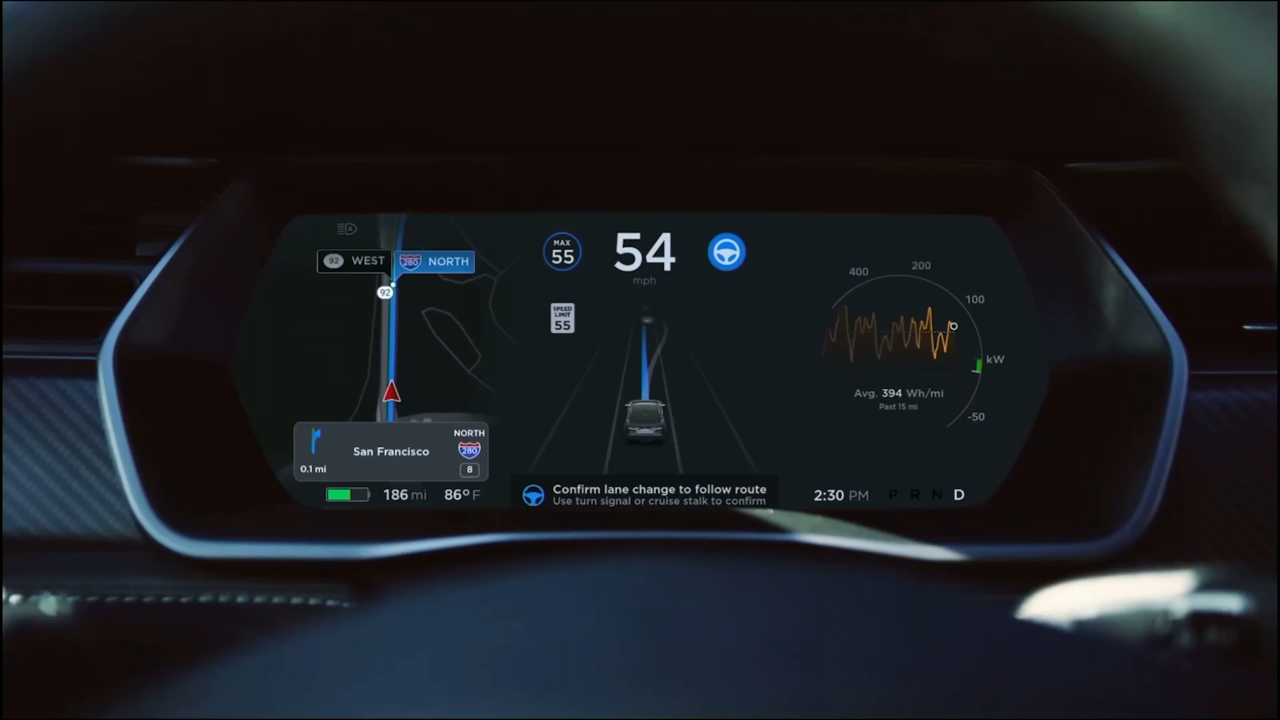 92 WEST
280 NORTH
92
0.1 mi
San Francisco
NORTH
280
8
186 mi
86° F
MAX
55
54
mph
SPEED
LIMIT
55
Confirm lane change to follow route
Use turn signal or cruise stalk to confirm
400
200
100
kW
-50
Avg. 394 Wh/mi
Past 15 mi
2:30 PM
P R N D